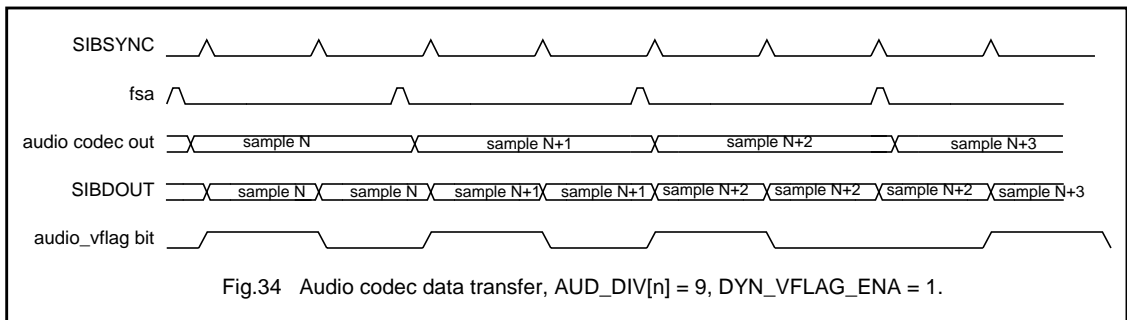 SIBSYNC
fsa
audio codec out sample N sample N+1 sample N+2 sample N+3
SIBDOUT sample N sample N sample N+1 sample N+1 sample N+2 sample N+2 sample N+2 sample N+3
audio_vflag bit
Fig.34 Audio codec data transfer, AUD_DIV[n] = 9, DYN_VFLAG_ENA = 1.